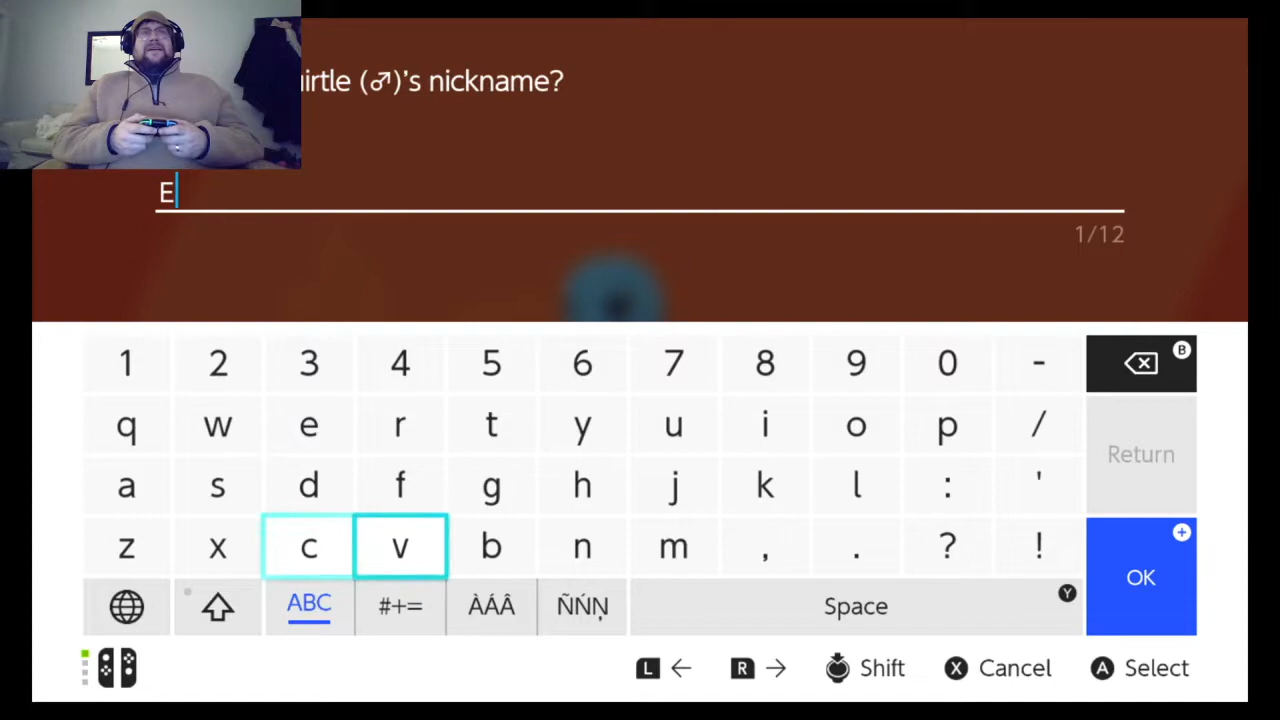 irtle (♂)'s nickname?
E
1/12
1 2 3 4 5 6 7 8 9 0 -
q w e r t y u i o p /
a s d f g h j k l : '
z x c v b n m , . ? !
B
Return
+
OK
ABC #+= ÀÁÂ ÑŃŅ Space Y
L ← R → Shift X Cancel A Select